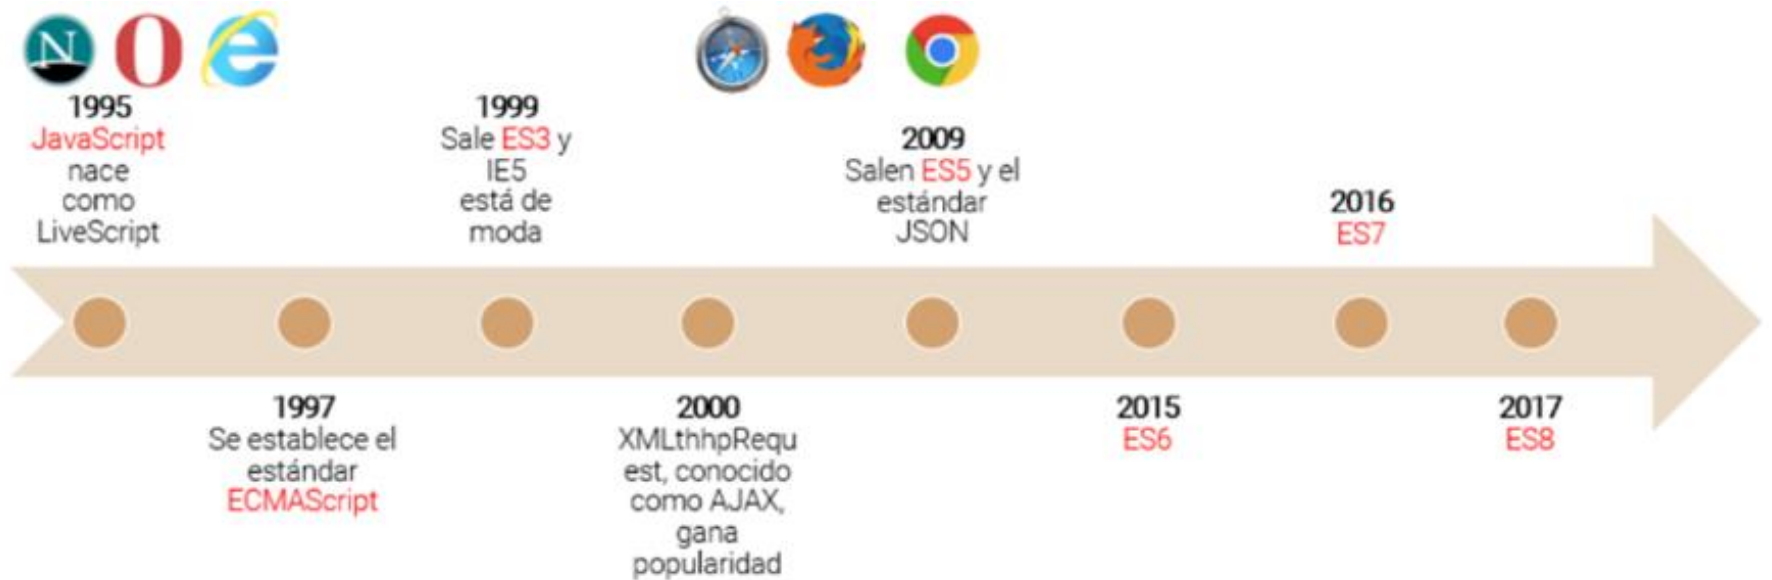 N
1995
JavaScript
nace
como
LiveScript
1997
Se establece el
estándar
ECMAScript
1999
Sale ES3 y
IE5
está de
moda
2000
XMLthhpRequ
est, conocido
como AJAX,
gana
popularidad
2009
Salen ES5 y el
estándar
JSON
2015
ES6
2016
ES7
2017
ES8